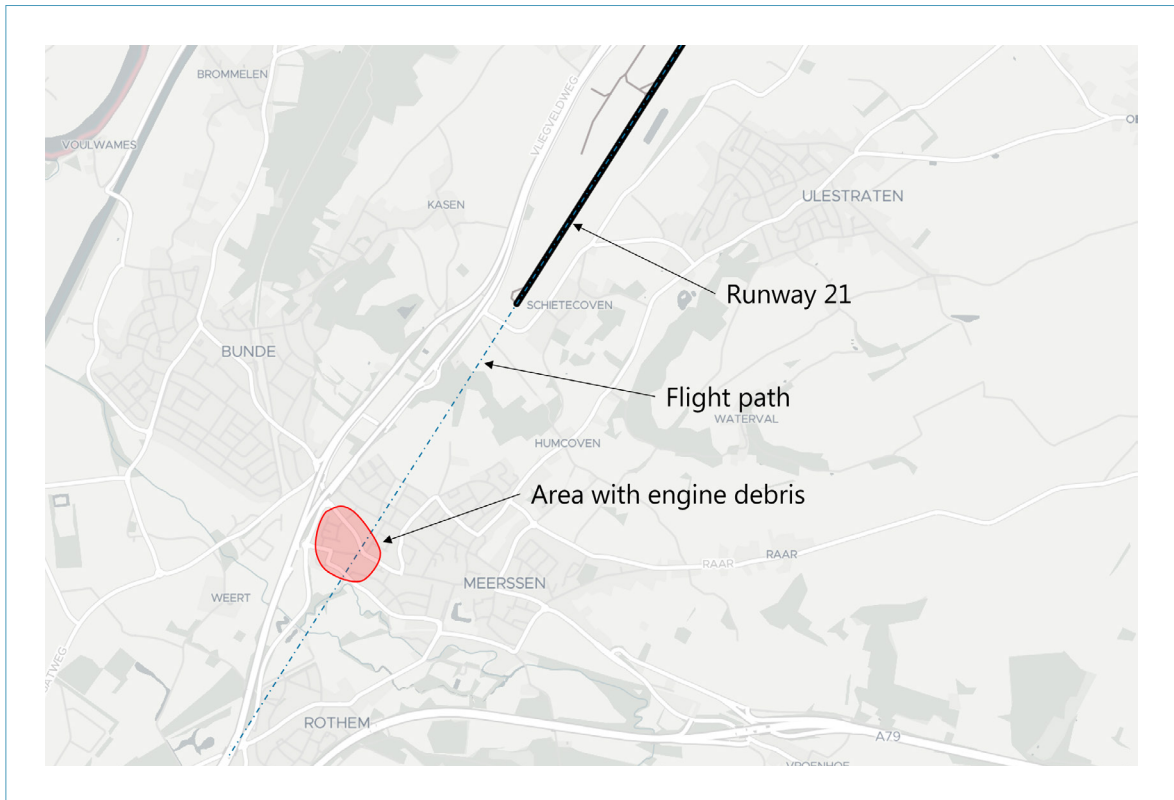 BROMMELEN
VLIEGVELDWEG
VOULWAMES
ULESTRATEN
KASEN
Runway 21
SCHIETECOVEN
BUNDE
Flight path
WATERVAL
HUMCOVEN
Area with engine debris
RAAR
RAAR
MEERSSEN
WEERT
ROTHEM
A79